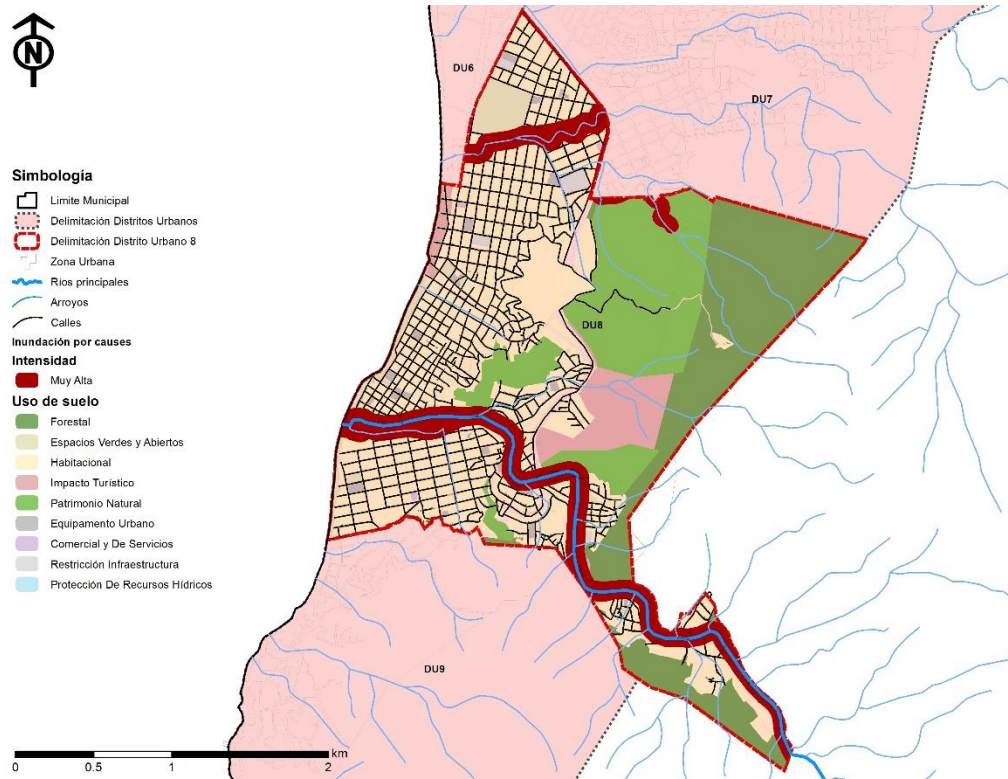 N
DU6
DU7
DU8
DU9
Simbología
Limite Municipal
Delimitación Distritos Urbanos
Delimitación Distrito Urbano 8
Zona Urbana
Rios principales
Arroyos
Calles
Inundación por causes
Intensidad
Muy Alta
Uso de suelo
Forestal
Espacios Verdes y Abiertos
Habitacional
Impacto Turístico
Patrimonio Natural
Equipamento Urbano
Comercial y De Servicios
Restricción Infraestructura
Protección De Recursos Hídricos
km
0 0.5 1 2